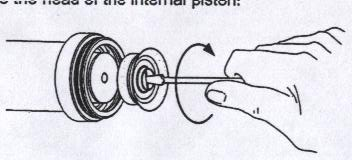 the head of the internal piston.